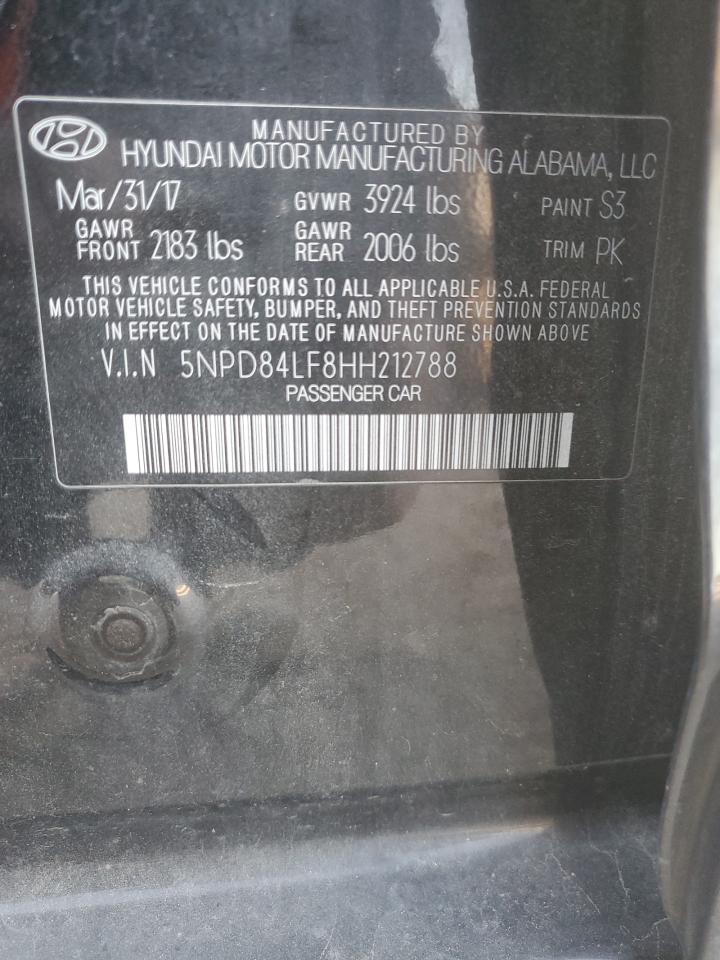 MANUFACTURED BY
HYUNDAI MOTOR MANUFACTURING ALABAMA, LLC
Mar/31/17 GVWR 3924 lbs PAINT S3
GAWR FRONT 2183 lbs GAWR REAR 2006 lbs TRIM PK
THIS VEHICLE CONFORMS TO ALL APPLICABLE U.S.A. FEDERAL
MOTOR VEHICLE SAFETY, BUMPER, AND THEFT PREVENTION STANDARDS
IN EFFECT ON THE DATE OF MANUFACTURE SHOWN ABOVE
V.I.N 5NPD84LF8HH212788
PASSENGER CAR